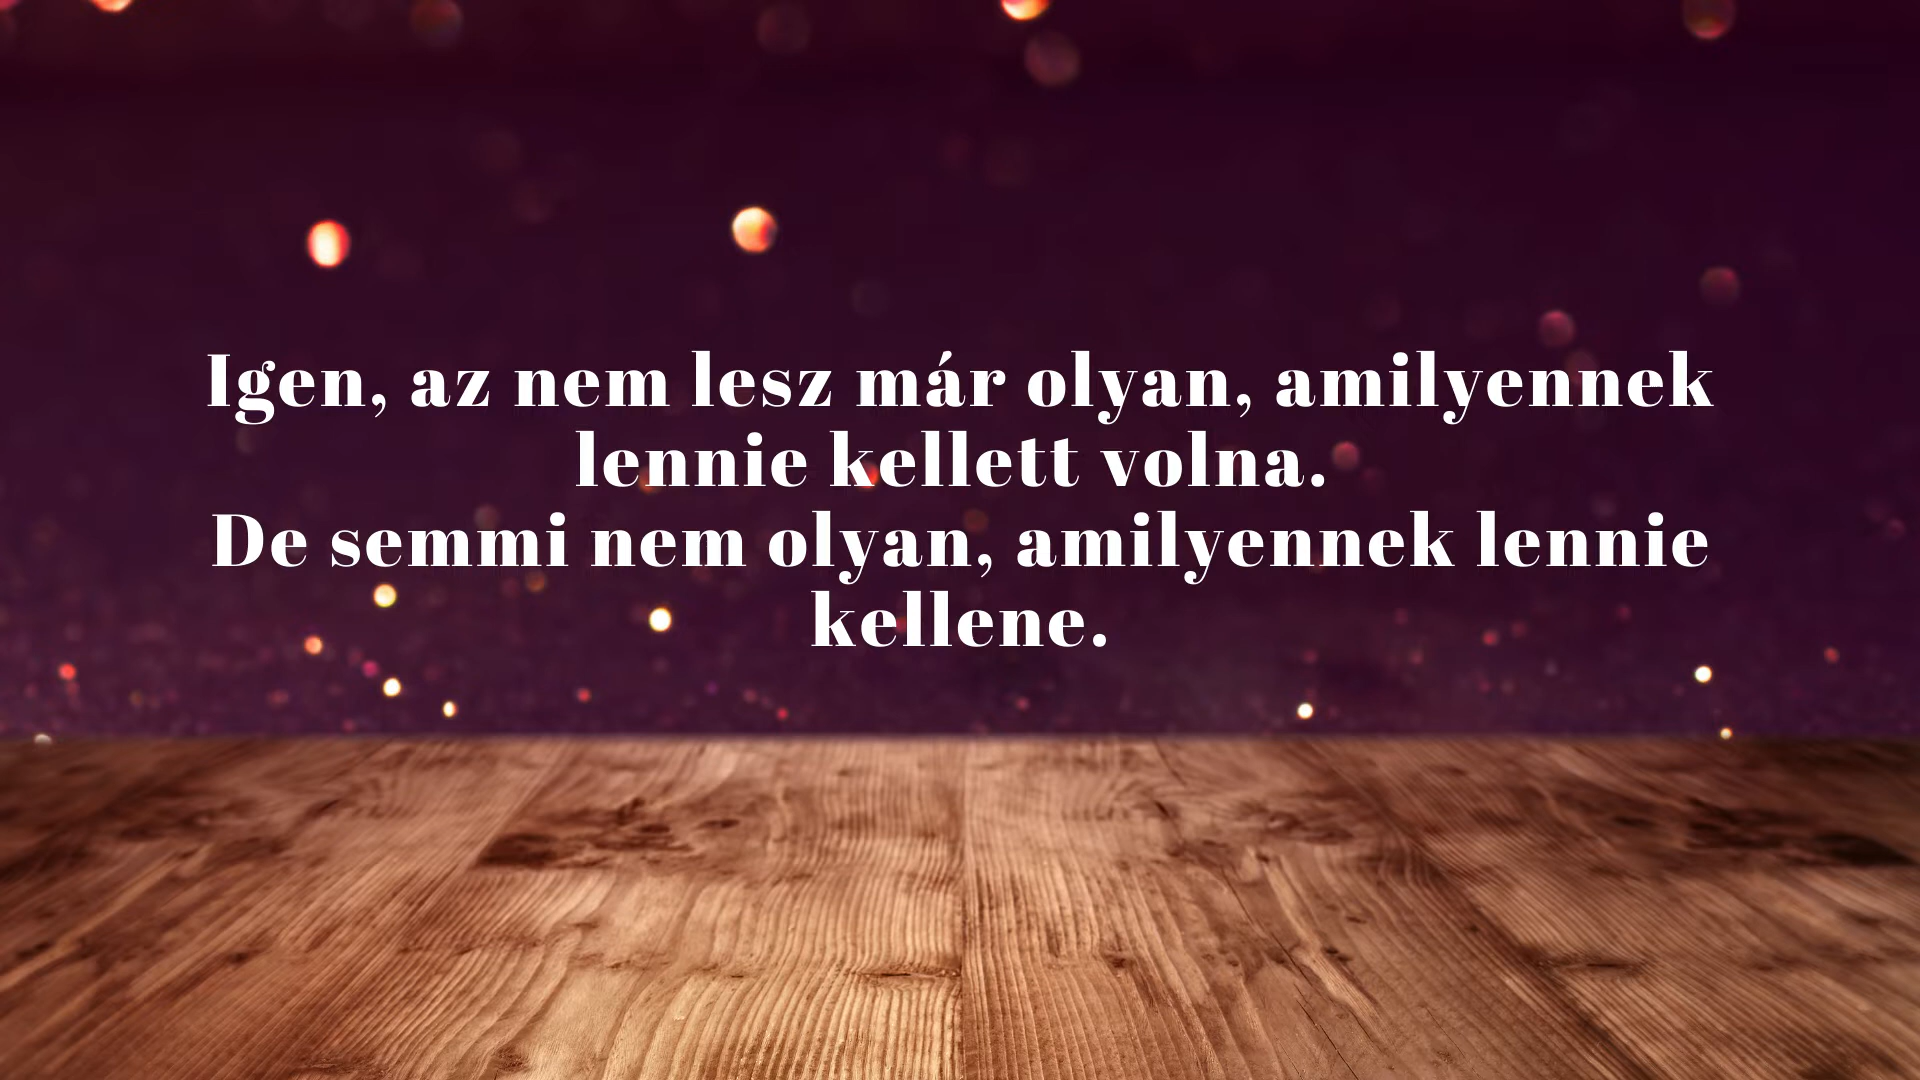 Igen, az nem lesz már olyan, amilyennek
lennie kellett volna.
De semmi nem olyan, amilyennek lennie
kellene.